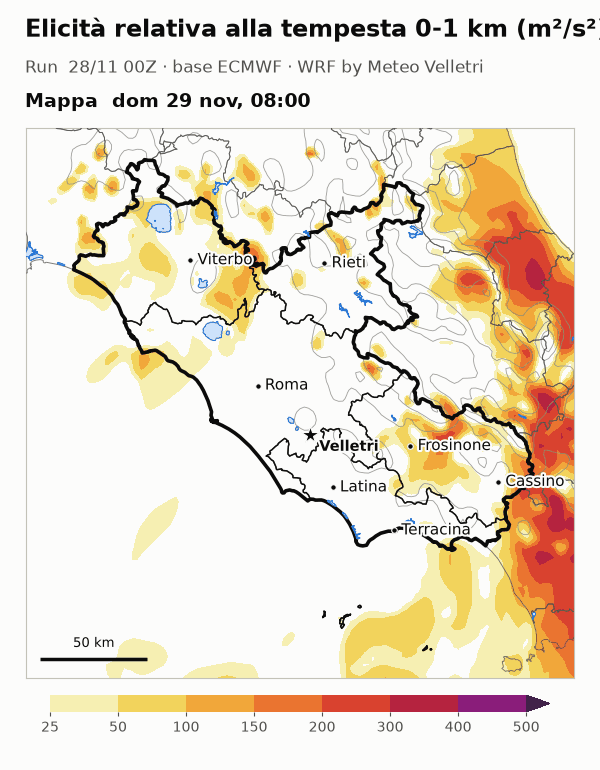 Elicità relativa alla tempesta 0-1 km (m²/s²)
Run  28/11 00Z · base ECMWF · WRF by Meteo Velletri
Mappa  dom 29 nov, 08:00
Viterbo
Rieti
Roma
Velletri
Frosinone
Cassino
Latina
Terracina
50 km
25 50 100 150 200 300 400 500